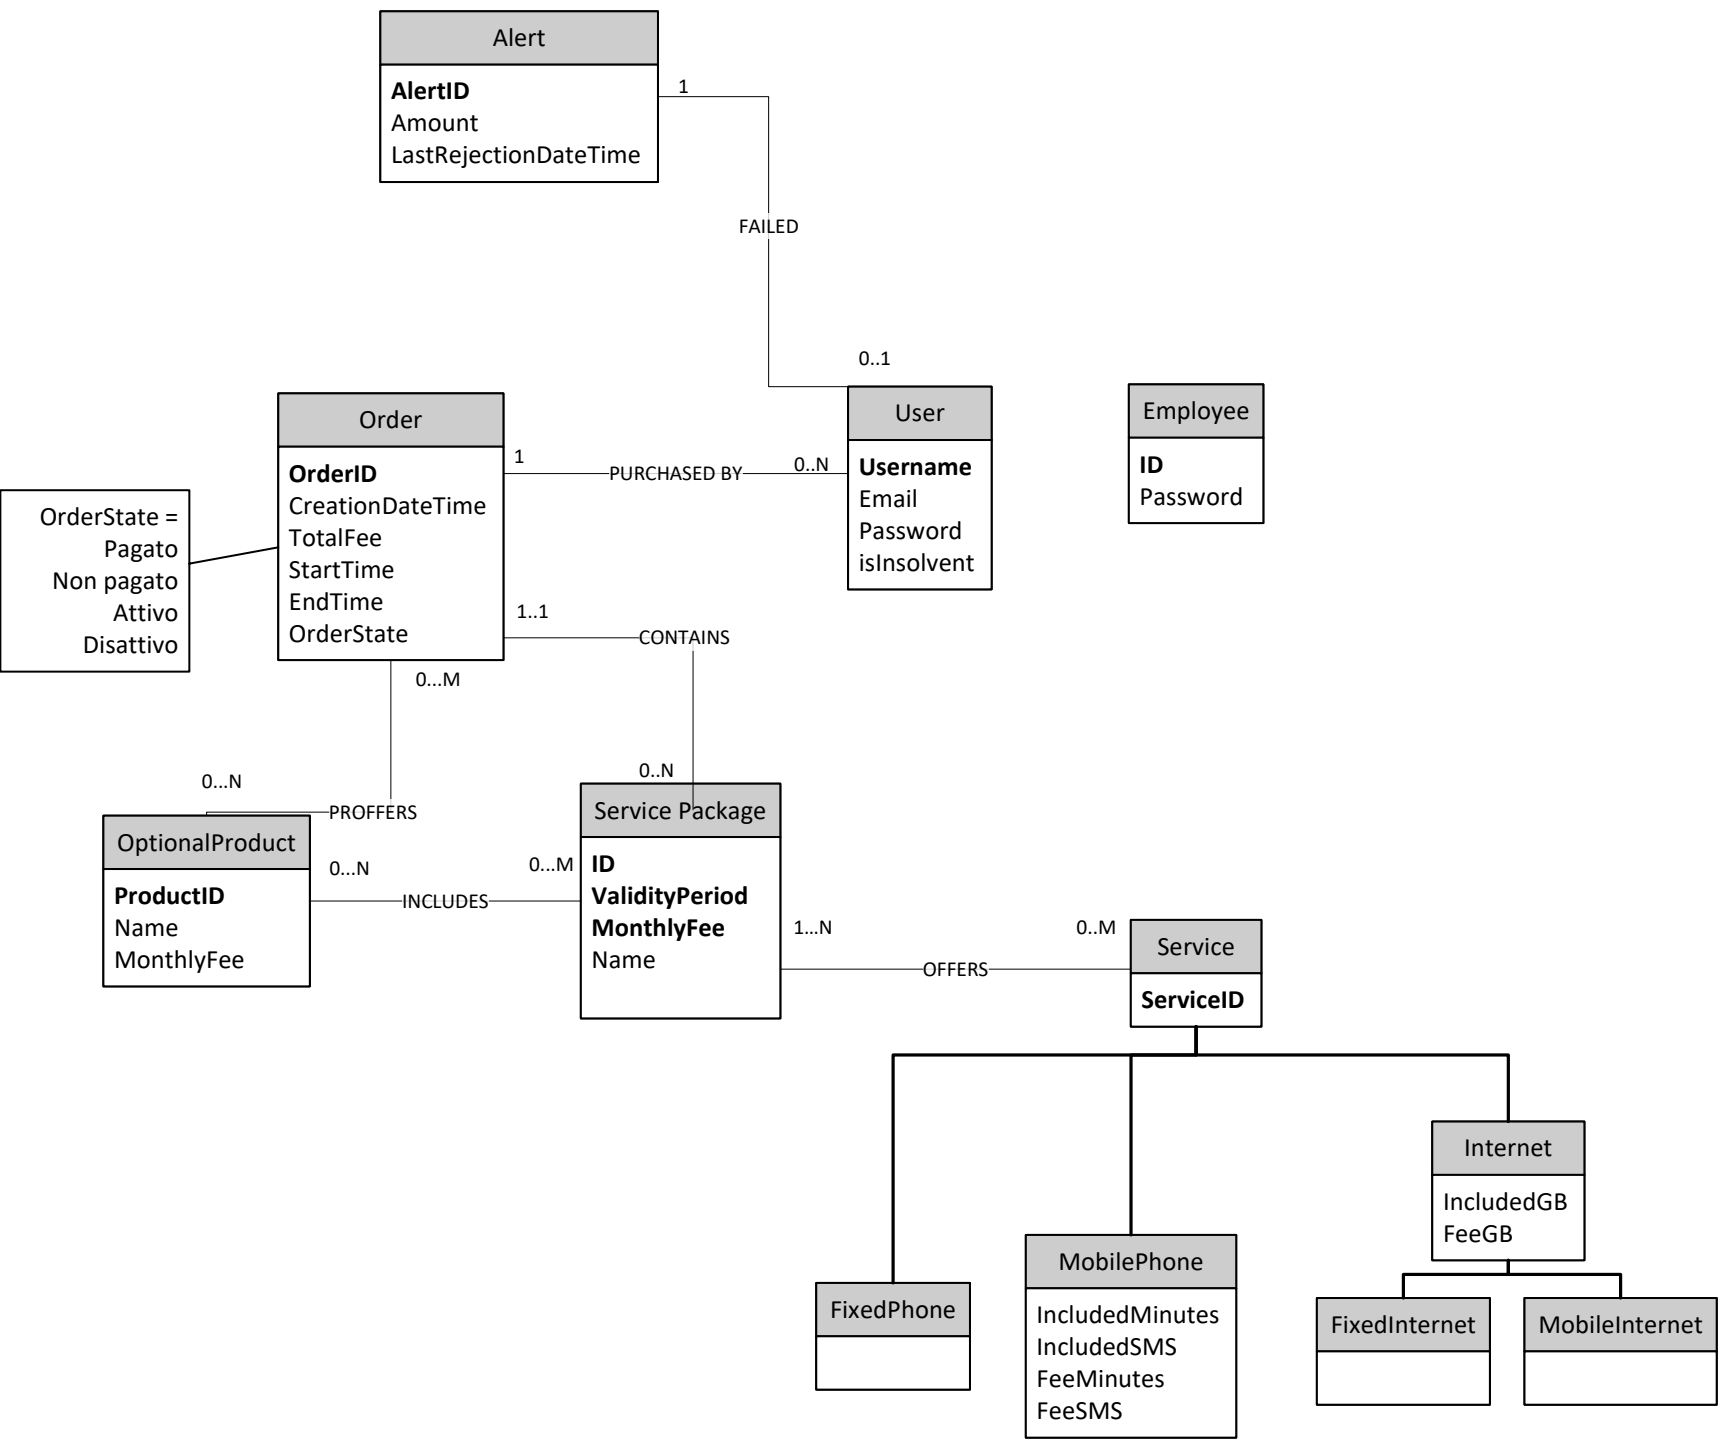 Alert
AlertID
Amount
LastRejectionDateTime
1
FAILED
0..1
Order
OrderID
CreationDateTime
TotalFee
StartTime
EndTime
OrderState
OrderState =
Pagato
Non pagato
Attivo
Disattivo
1
PURCHASED BY
0..N
User
Username
Email
Password
isInsolvent
Employee
ID
Password
1..1
CONTAINS
0..N
0...M
0...N
PROFFERS
OptionalProduct
ProductID
Name
MonthlyFee
0...N
INCLUDES
0...M
Service Package
ID
ValidityPeriod
MonthlyFee
Name
1...N
OFFERS
0..M
Service
ServiceID
Internet
IncludedGB
FeeGB
FixedPhone
MobilePhone
IncludedMinutes
IncludedSMS
FeeMinutes
FeeSMS
FixedInternet
MobileInternet